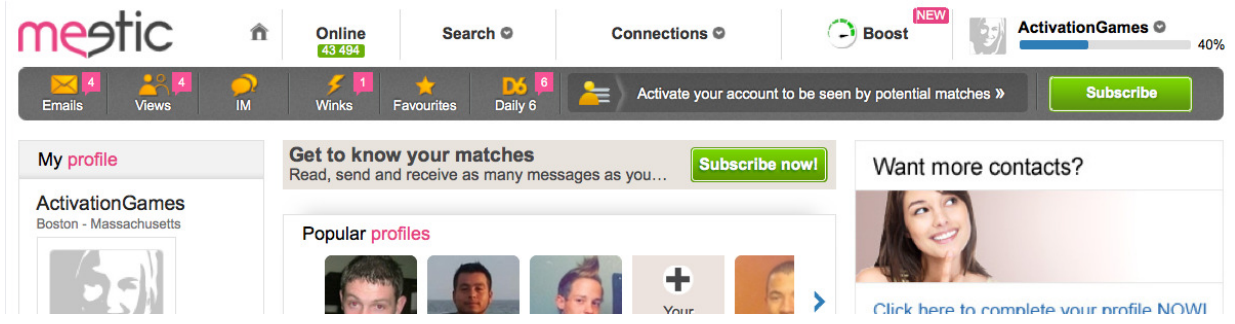 meetic
Online
43 494
Search
Connections
Boost
NEW
ActivationGames
40%
4
Emails
4
Views
IM
1
Winks
Favourites
D6
6
Daily 6
Activate your account to be seen by potential matches »
Subscribe
My profile
ActivationGames
Boston - Massachusetts
Get to know your matches
Read, send and receive as many messages as you...
Subscribe now!
Popular profiles
Your
Want more contacts?
Click here to complete your profile NOW!